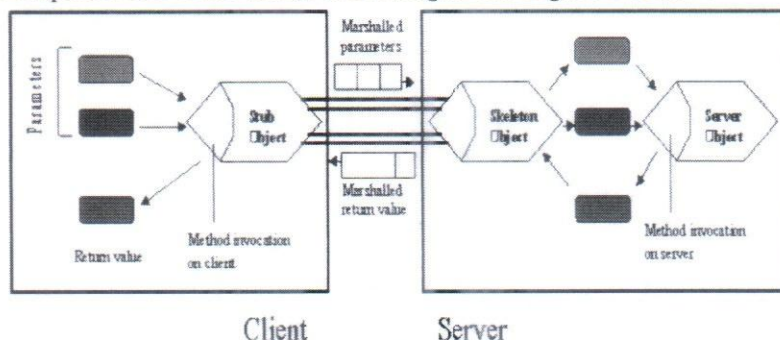 Marshalled
parameters
Parameters
Stub
Object
Skeleton
Object
Server
Object
Marshalled
return value
Return value
Method invocation
on client
Method invocation
on server
Client
Server